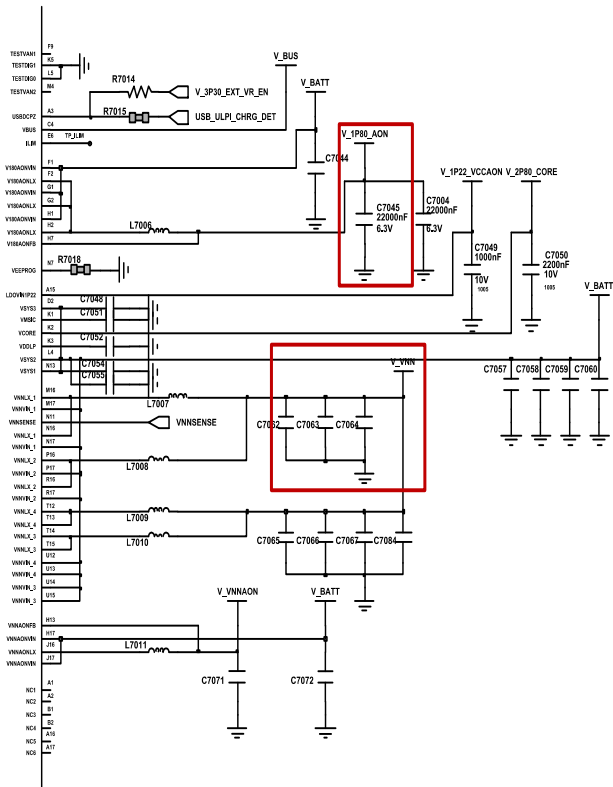 F9
TESTVAN1
K5
TESTDIG1
L5
TESTDIG0
M4
TESTVAN2
A3
USBDCPZ
C4
VBUS
E6
ILIM
TP_ILIM
R7014
V_3P30_EXT_VR_EN
R7015
USB_ULPI_CHRG_DET
V_BUS
V_BATT
C7044
F1
V180AONVIN
F2
V180AONLX
G1
V180AONVIN
G2
V180AONLX
H1
V180AONVIN
H2
V180AONLX
H7
V180AONFB
L7006
V_1P80_AON
C7045
22000nF
6.3V
C7004
22000nF
6.3V
V_1P22_VCCAON
V_2P80_CORE
C7049
1000nF
10V
1005
C7050
2200nF
10V
1005
N7
VEEPROG
R7018
A15
LDOVIN1P22
D2
VSYS3
K1
VMSIC
K2
VCORE
K3
VDDLP
L4
VSYS2
N13
VSYS1
C7048
C7051
C7052
C7054
C7055
V_BATT
C7057
C7058
C7059
C7060
M16
VNNLX_1
M17
VNNVIN_1
N11
VNNSENSE
N16
VNNLX_1
N17
VNNVIN_1
P16
VNNLX_2
P17
VNNVIN_2
R16
VNNLX_2
R17
VNNVIN_2
T12
VNNLX_4
T13
VNNLX_4
T14
VNNLX_3
T15
VNNLX_3
U12
VNNVIN_4
U13
VNNVIN_4
U14
VNNVIN_3
U15
VNNVIN_3
L7007
VNNSENSE
L7008
L7009
L7010
V_VNN
C7062
C7063
C7064
C7065
C7066
C7067
C7084
H13
VNNAONFB
H17
VNNAONVIN
J16
VNNAONLX
J17
VNNAONVIN
L7011
V_VNNAON
V_BATT
C7071
C7072
A1
NC1
A2
NC2
B1
NC3
B2
NC4
A16
NC5
A17
NC6